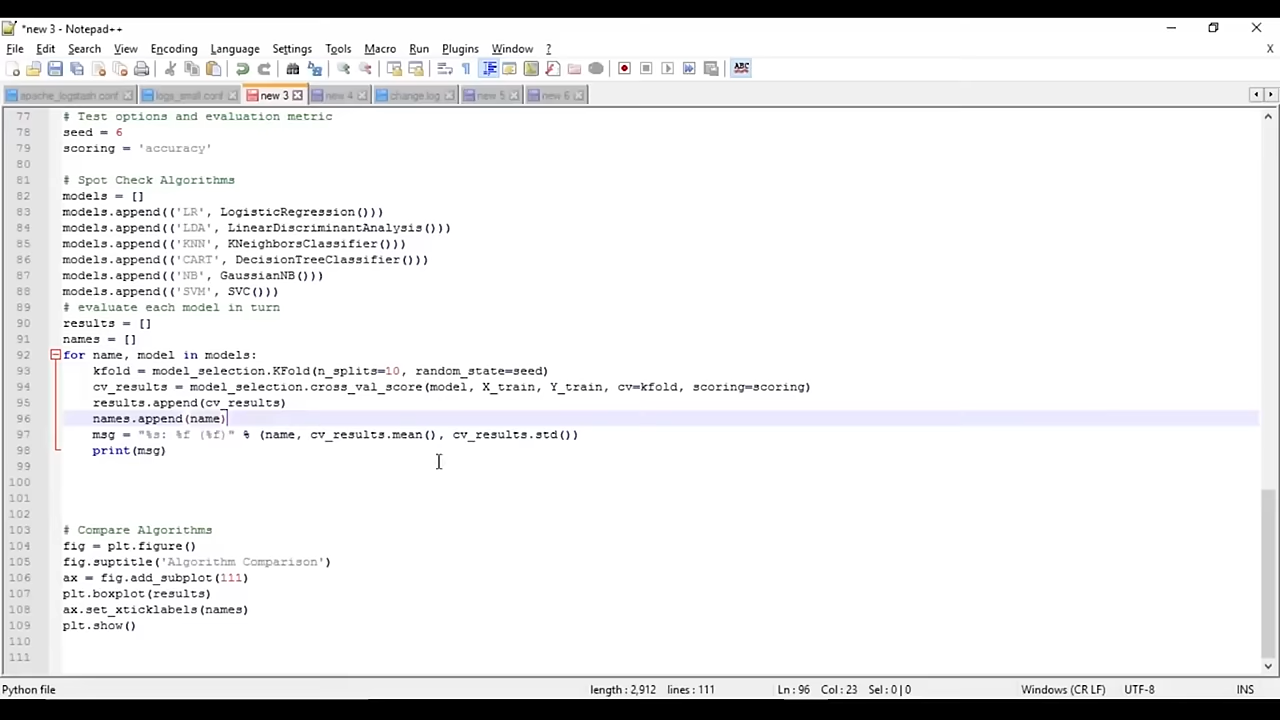 *new 3 - Notepad++
File Edit Search View Encoding Language Settings Tools Macro Run Plugins Window ? X
apache_logstash.conf logs_small.conf new 3 new 4 change.log new 5 new 6
77 # Test options and evaluation metric
78 seed = 6
79 scoring = 'accuracy'
80
81 # Spot Check Algorithms
82 models = []
83 models.append(('LR', LogisticRegression()))
84 models.append(('LDA', LinearDiscriminantAnalysis()))
85 models.append(('KNN', KNeighborsClassifier()))
86 models.append(('CART', DecisionTreeClassifier()))
87 models.append(('NB', GaussianNB()))
88 models.append(('SVM', SVC()))
89 # evaluate each model in turn
90 results = []
91 names = []
92 for name, model in models:
93 kfold = model_selection.KFold(n_splits=10, random_state=seed)
94 cv_results = model_selection.cross_val_score(model, X_train, Y_train, cv=kfold, scoring=scoring)
95 results.append(cv_results)
96 names.append(name)
97 msg = "%s: %f (%f)" % (name, cv_results.mean(), cv_results.std())
98 print(msg)
99
100
101
102
103 # Compare Algorithms
104 fig = plt.figure()
105 fig.suptitle('Algorithm Comparison')
106 ax = fig.add_subplot(111)
107 plt.boxplot(results)
108 ax.set_xticklabels(names)
109 plt.show()
110
111
Python file length : 2,912 lines : 111 Ln : 96 Col : 23 Sel : 0 | 0 Windows (CR LF) UTF-8 INS